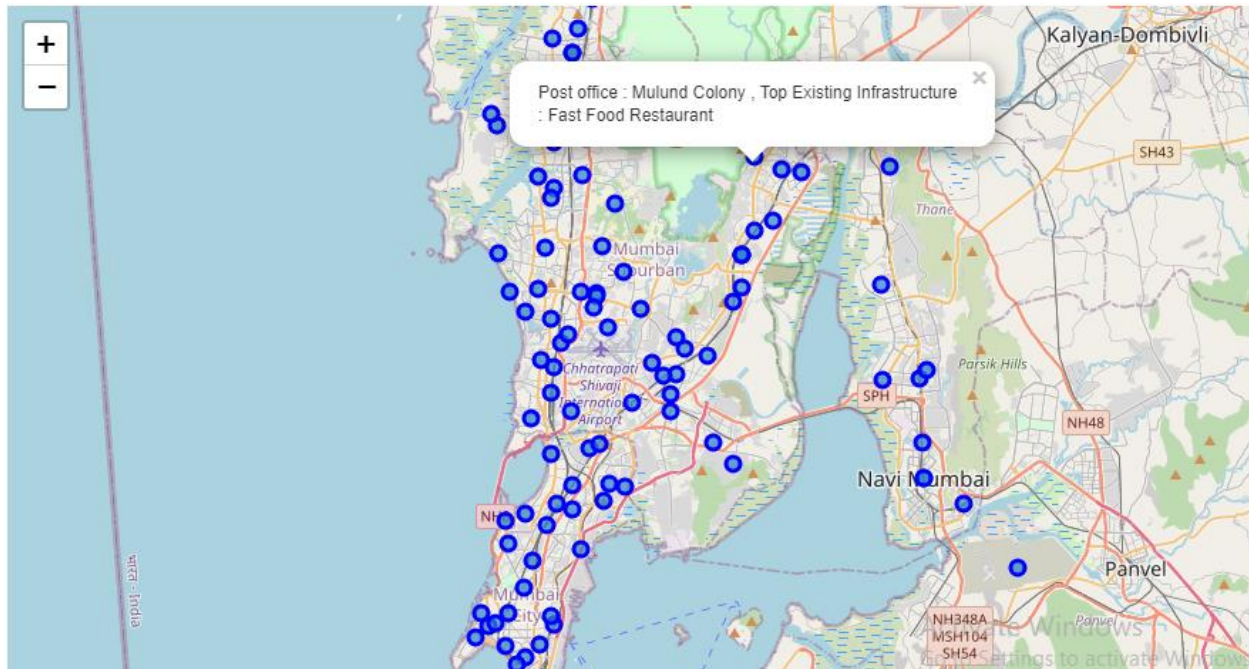 +
−
Kalyan-Dombivli
×
Post office : Mulund Colony , Top Existing Infrastructure
: Fast Food Restaurant
SH43
Thane
Mumbai
Suburban
Chhatrapati
Shivaji
International
Airport
Parsik Hills
SPH
NH48
Navi Mumbai
भारत - India
Mumbai
City
Panvel
NH348A
MSH104
SH54
Panvel
Activate Windows
Go to Settings to activate Windows